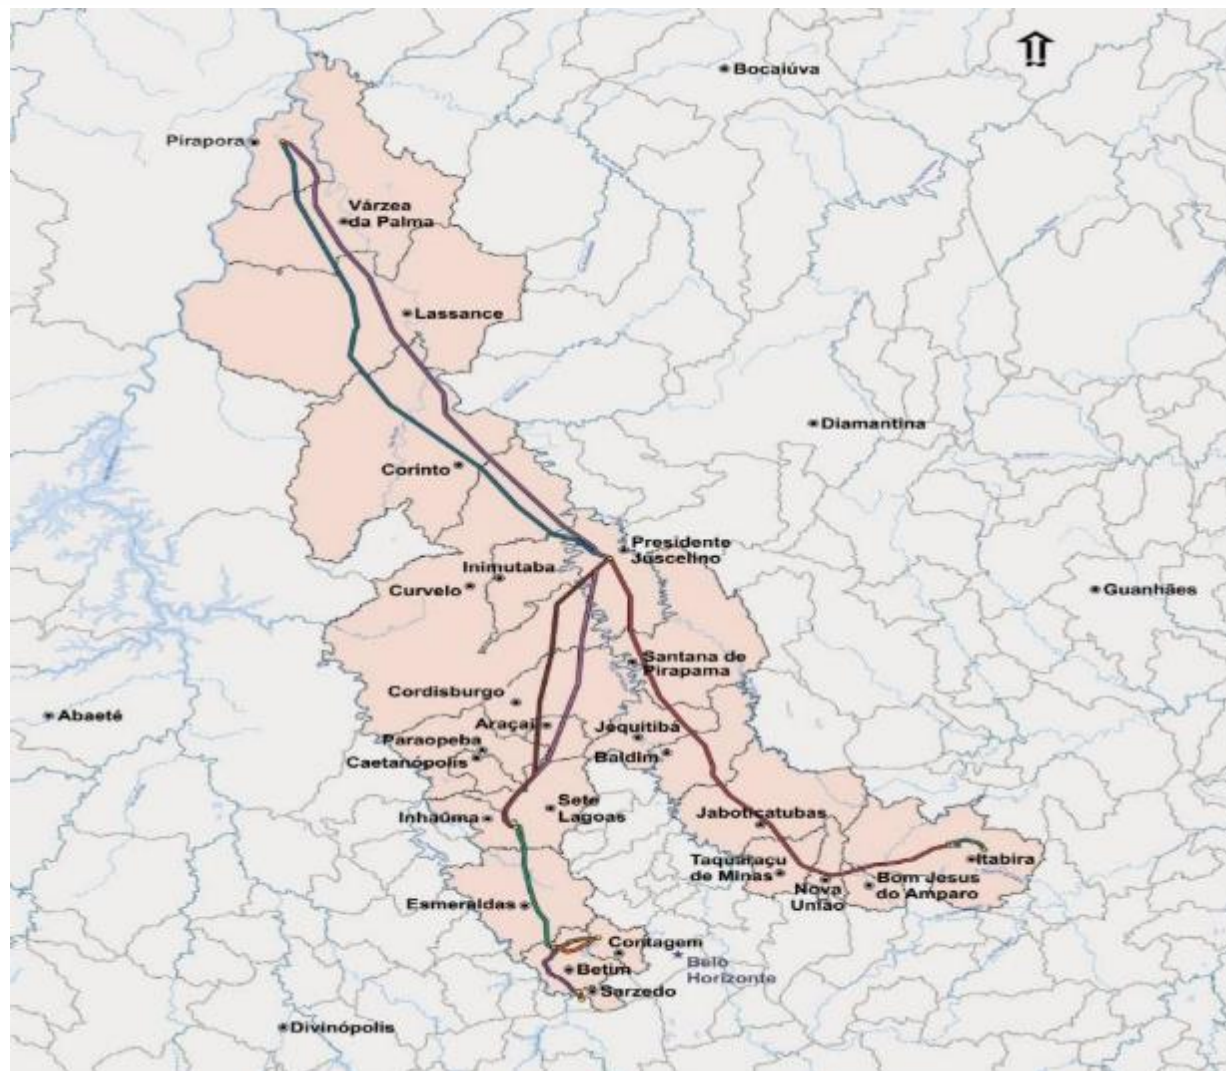 Bocaiúva
Pirapora
Várzea
da Palma
Lassance
Diamantina
Corinto
Presidente
Juscelino
Inimutaba
Curvelo
Guanhães
Santana de
Pirapama
Cordisburgo
Abaeté
Araçaí
Jequitibá
Paraopeba
Baldim
Caetanópolis
Sete
Lagoas
Inhaúma
Jaboticatubas
Taquaraçu
de Minas
Itabira
Nova
União
Bom Jesus
do Amparo
Esmeraldas
Contagem
Belo
Horizonte
Betim
Sarzedo
Divinópolis